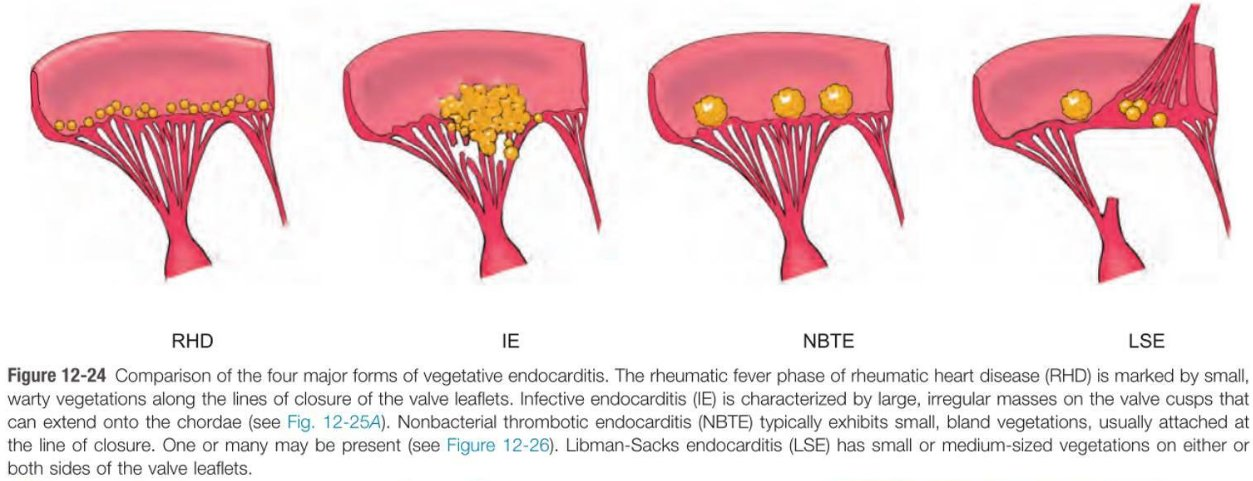 RHD IE NBTE LSE
Figure 12-24 Comparison of the four major forms of vegetative endocarditis. The rheumatic fever phase of rheumatic heart disease (RHD) is marked by small,
warty vegetations along the lines of closure of the valve leaflets. Infective endocarditis (IE) is characterized by large, irregular masses on the valve cusps that
can extend onto the chordae (see Fig. 12-25A). Nonbacterial thrombotic endocarditis (NBTE) typically exhibits small, bland vegetations, usually attached at
the line of closure. One or many may be present (see Figure 12-26). Libman-Sacks endocarditis (LSE) has small or medium-sized vegetations on either or
both sides of the valve leaflets.